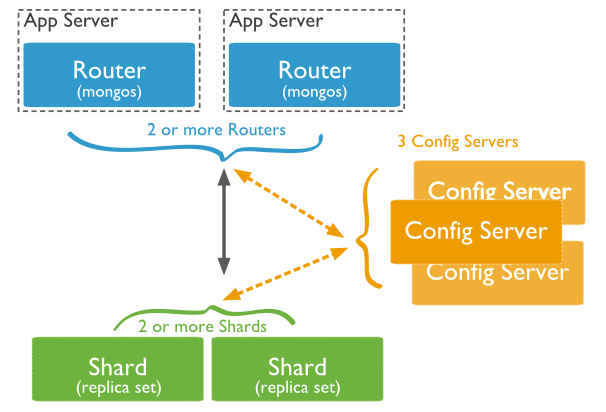 App Server
App Server
Router
(mongos)
Router
(mongos)
2 or more Routers
3 Config Servers
Config Server
Config Server
Config Server
2 or more Shards
Shard
(replica set)
Shard
(replica set)